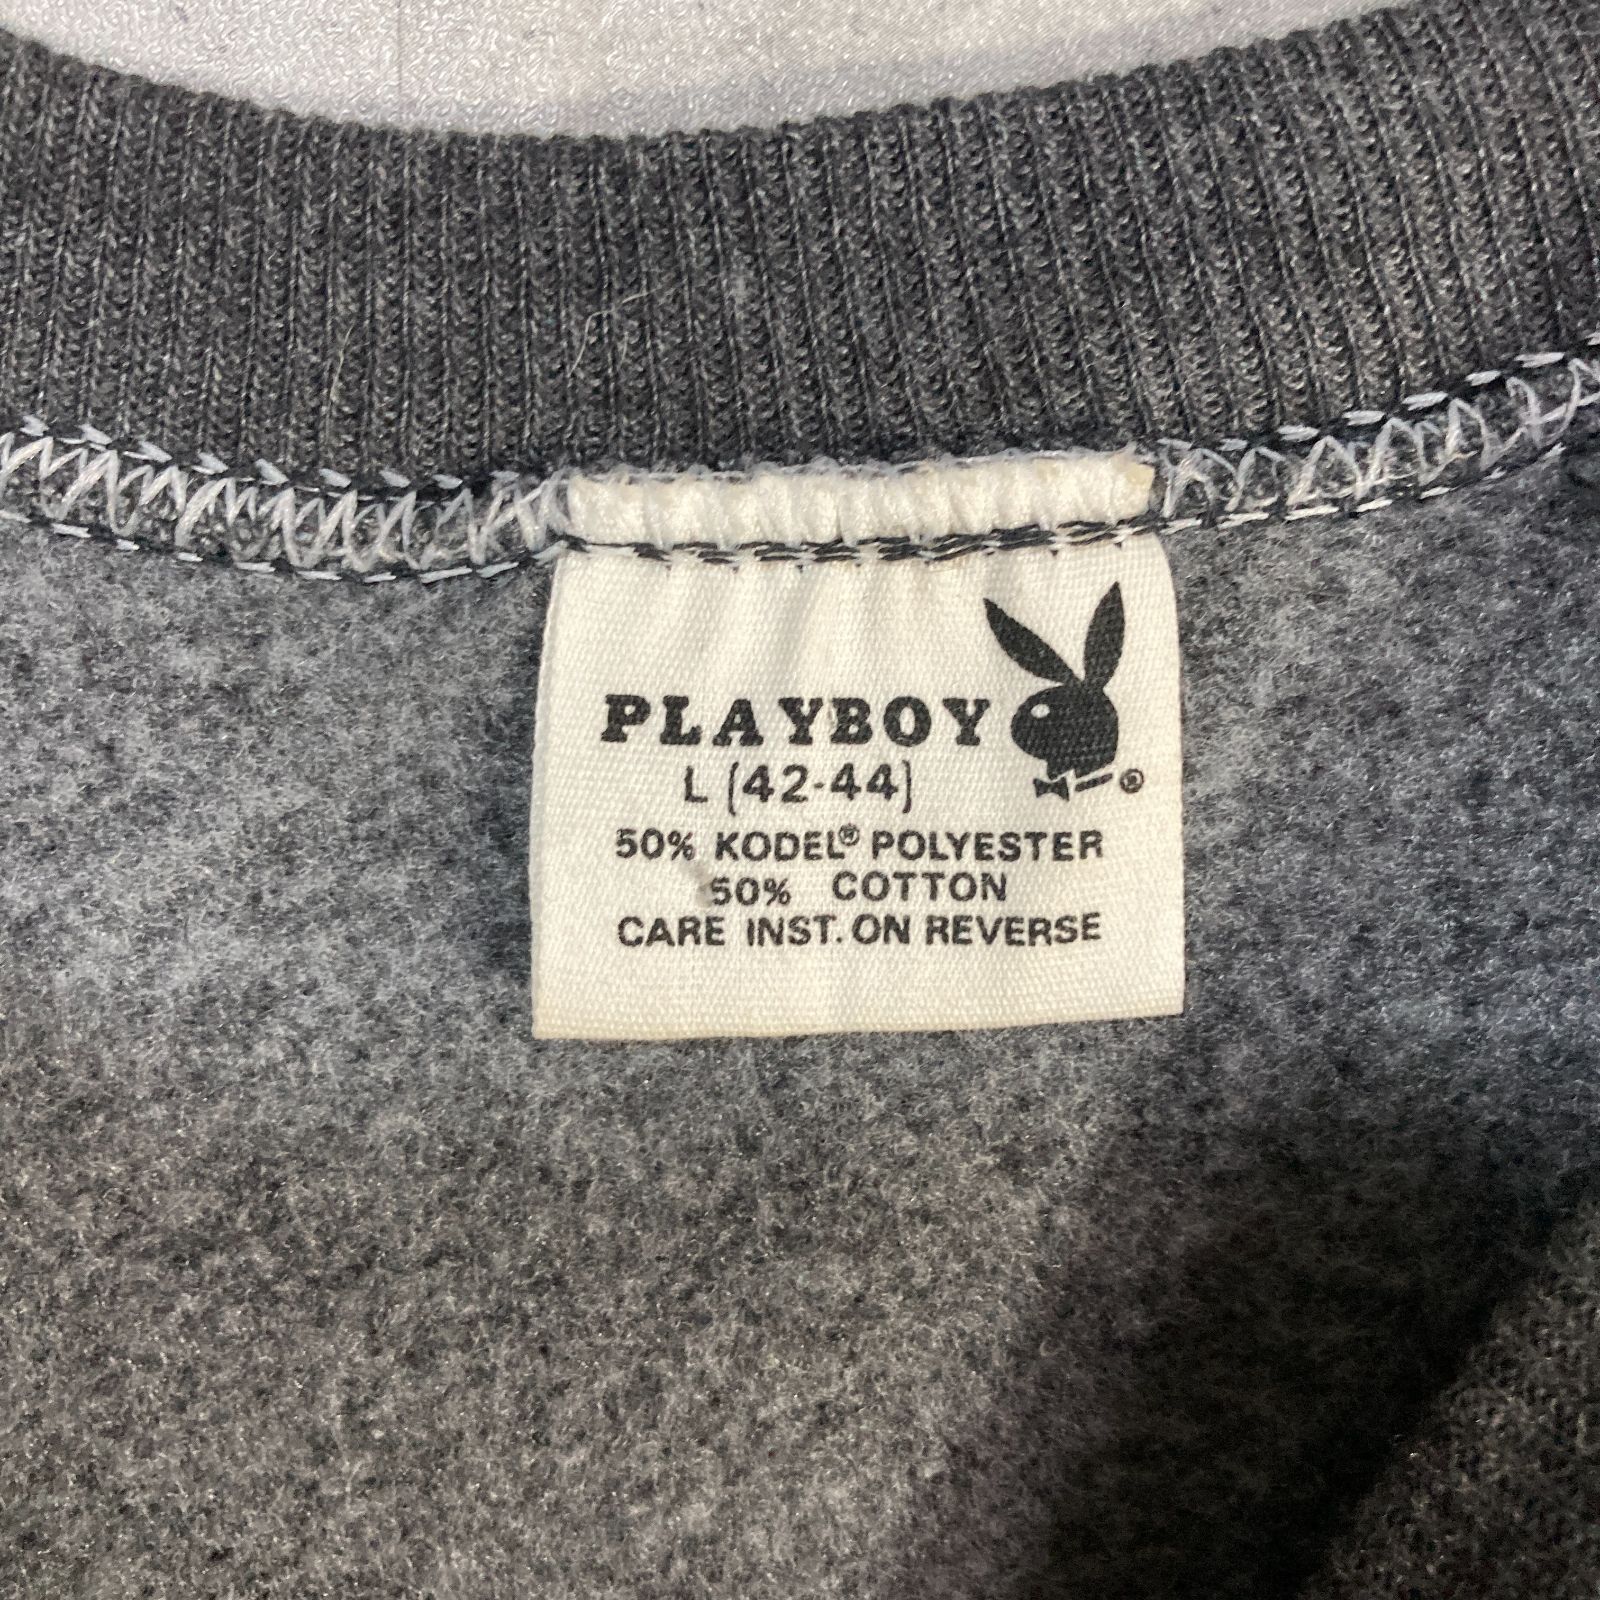 PLAYBOY ®
L (42-44)
50% KODEL® POLYESTER
50% COTTON
CARE INST. ON REVERSE